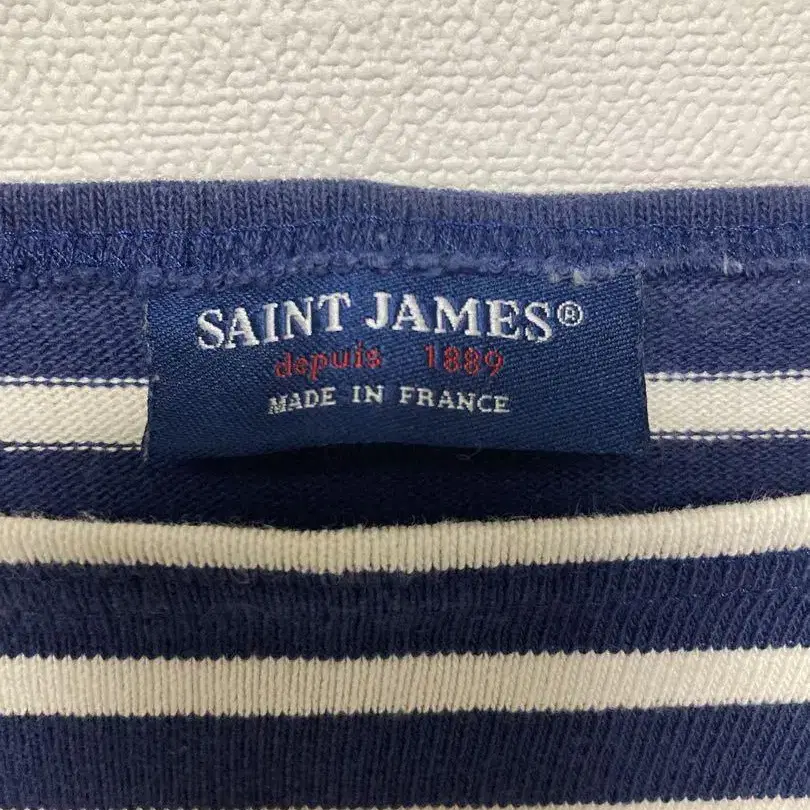 SAINT JAMES®
depuis 1889
MADE IN FRANCE